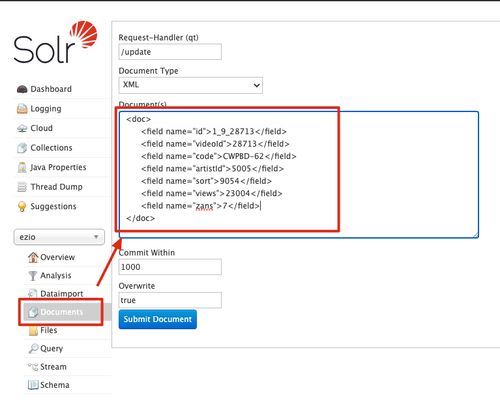 Solr
Dashboard
Logging
Cloud
Collections
Java Properties
Thread Dump
Suggestions
ezio
Overview
Analysis
Dataimport
Documents
Files
Query
Stream
Schema
Request-Handler (qt)
/update
Document Type
XML
Document(s)
<doc>
<field name="id">1_9_28713</field>
<field name="videoId">28713</field>
<field name="code">CWPBD-62</field>
<field name="artistId">5005</field>
<field name="sort">9054</field>
<field name="views">23004</field>
<field name="zans">7</field>
</doc>
Commit Within
1000
Overwrite
true
Submit Document